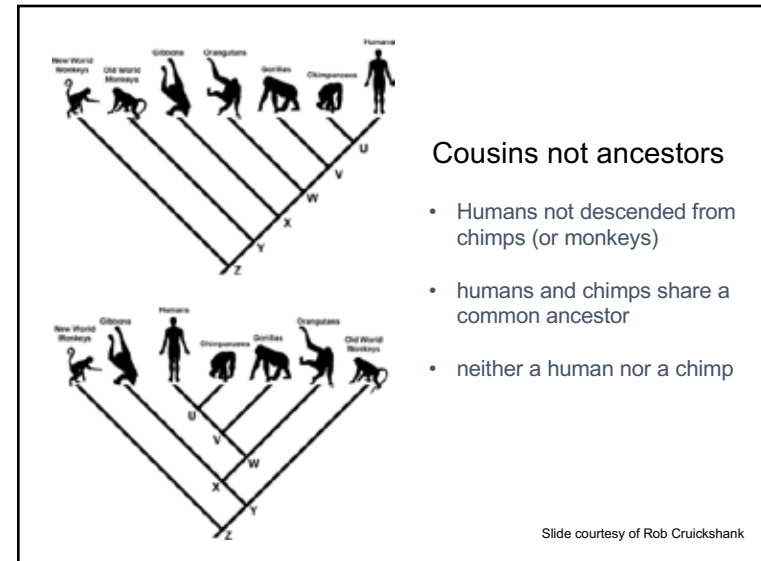 Humans
Gibbons
Orangutans
New World
Monkeys
Old World
Monkeys
Gorillas
Chimpanzees
U
V
W
X
Y
Z
Cousins not ancestors
• Humans not descended from
chimps (or monkeys)
• humans and chimps share a
common ancestor
• neither a human nor a chimp
Humans
Gibbons
Orangutans
New World
Monkeys
Chimpanzees
Gorillas
Old World
Monkeys
U
V
W
X
Y
Z
Slide courtesy of Rob Cruickshank